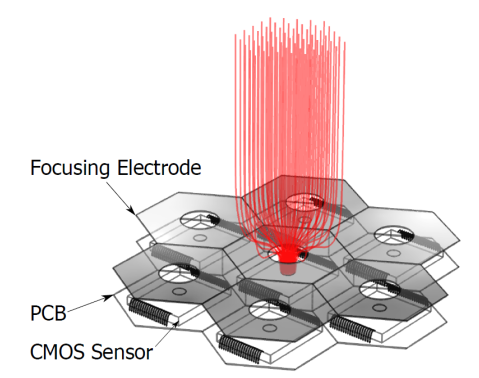 Focusing Electrode
PCB
CMOS Sensor